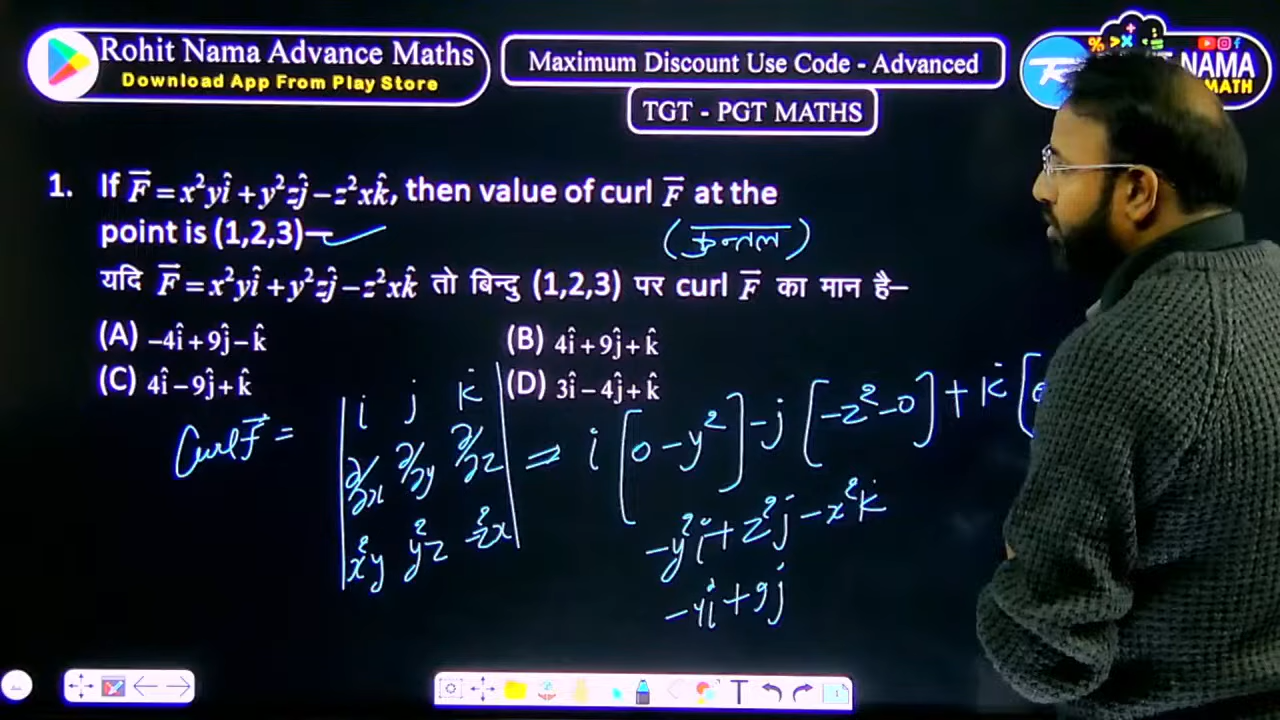 Rohit Nama Advance Maths
Download App From Play Store
Maximum Discount Use Code - Advanced
TGT - PGT MATHS
NAMA
MATH
1. If F⃗ = x²yî + y²zĵ – z²xk̂, then value of curl F⃗ at the
point is (1,2,3)–
(कुन्तल)
यदि F⃗ = x²yî + y²zĵ – z²xk̂ तो बिन्दु (1,2,3) पर curl F⃗ का मान है–
(A) –4î + 9ĵ – k̂
(B) 4î + 9ĵ + k̂
(C) 4î – 9ĵ + k̂
(D) 3î – 4ĵ + k̂
Curl F⃗ =
i j k
∂/∂x ∂/∂y ∂/∂z
x²y y²z -z²x
⇒ i [0 - y²] - j [-z² - 0] + k [
-y²i + z²j - x²k
+ 9j